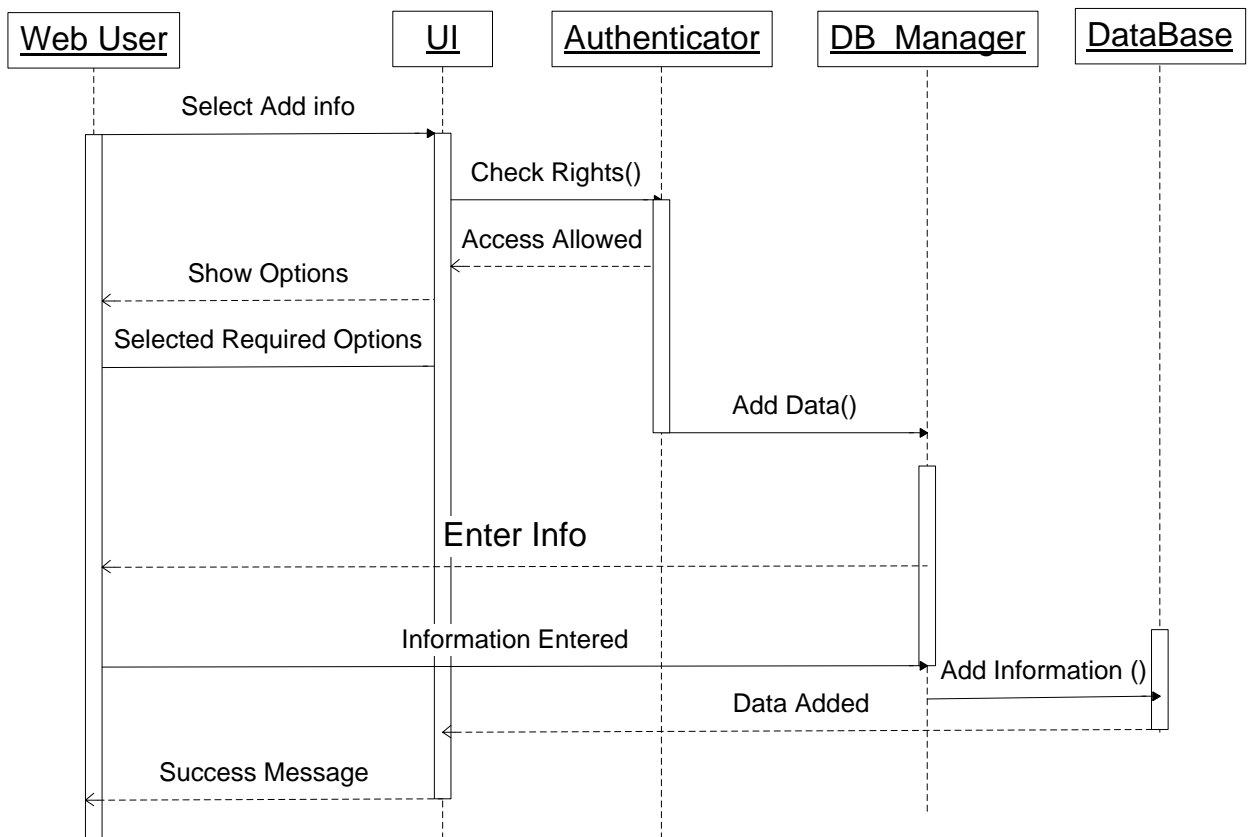 Web User
UI
Authenticator
DB_Manager
DataBase
Select Add info
Check Rights()
Access Allowed
Show Options
Selected Required Options
Add Data()
Enter Info
Information Entered
Add Information ()
Data Added
Success Message